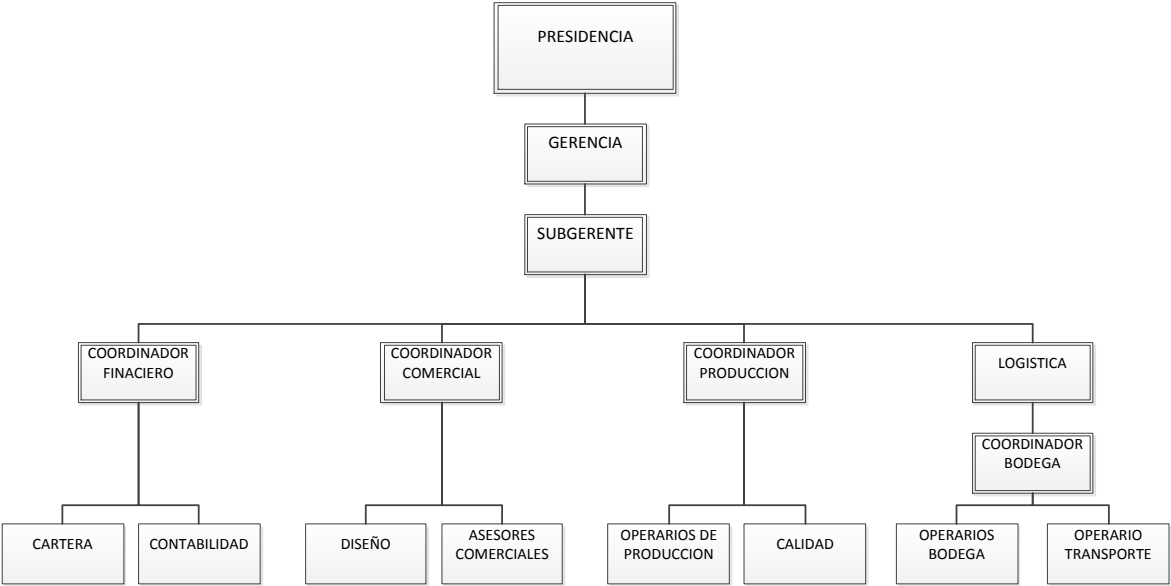 PRESIDENCIA
GERENCIA
SUBGERENTE
COORDINADOR
FINACIERO
COORDINADOR
COMERCIAL
COORDINADOR
PRODUCCION
LOGISTICA
COORDINADOR
BODEGA
CARTERA
CONTABILIDAD
DISEÑO
ASESORES
COMERCIALES
OPERARIOS DE
PRODUCCION
CALIDAD
OPERARIOS
BODEGA
OPERARIO
TRANSPORTE